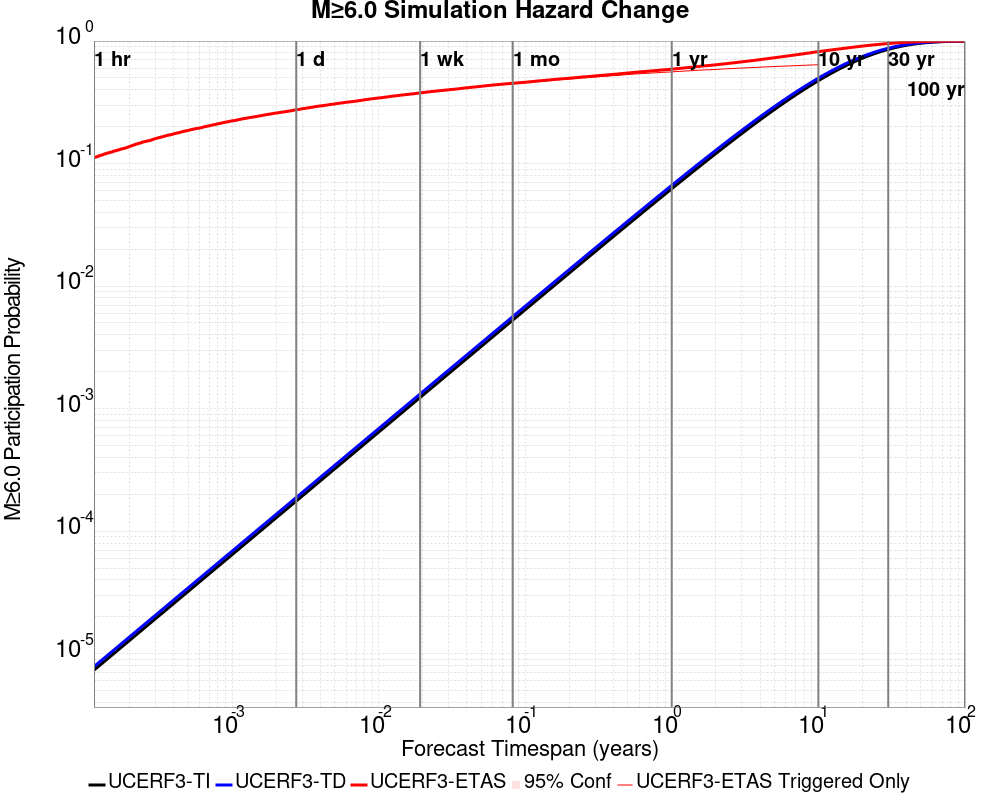 M≥6.0 Simulation Hazard Change
10^0
1 hr 1 d 1 wk 1 mo 1 yr 10 yr 30 yr
100 yr
10^-1
10^-2
10^-3
10^-4
10^-5
M≥6.0 Participation Probability
10^-3 10^-2 10^-1 10^0 10^1 10^2
Forecast Timespan (years)
UCERF3-TI UCERF3-TD UCERF3-ETAS 95% Conf UCERF3-ETAS Triggered Only